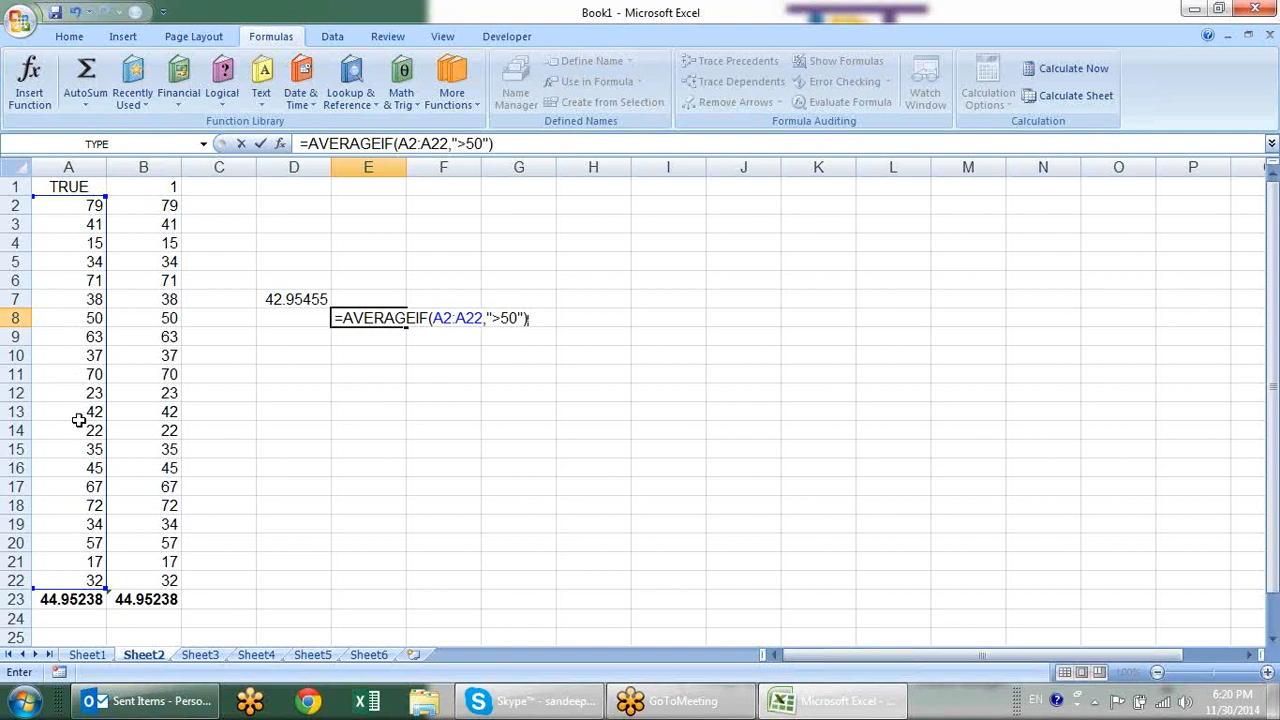 Book1 - Microsoft Excel
Home Insert Page Layout Formulas Data Review View Developer
Insert Function
AutoSum
Recently Used
Financial
Logical
Text
Date & Time
Lookup & Reference
Math & Trig
More Functions
Function Library
Name Manager
Define Name
Use in Formula
Create from Selection
Defined Names
Trace Precedents
Trace Dependents
Remove Arrows
Show Formulas
Error Checking
Evaluate Formula
Formula Auditing
Watch Window
Calculation Options
Calculate Now
Calculate Sheet
Calculation
TYPE fx =AVERAGEIF(A2:A22,">50")
A B C D E F G H I J K L M N O P
1 TRUE 1
2 79 79
3 41 41
4 15 15
5 34 34
6 71 71
7 38 38 42.95455
8 50 50 =AVERAGEIF(A2:A22,">50")
9 63 63
10 37 37
11 70 70
12 23 23
13 42 42
14 22 22
15 35 35
16 45 45
17 67 67
18 72 72
19 34 34
20 57 57
21 17 17
22 32 32
23 44.95238 44.95238
24
25
Sheet1 Sheet2 Sheet3 Sheet4 Sheet5 Sheet6
Enter 100%
Sent Items - Perso...
Skype™ - sandeep...
GoToMeeting
Microsoft Excel - ...
EN
6:20 PM
11/30/2014